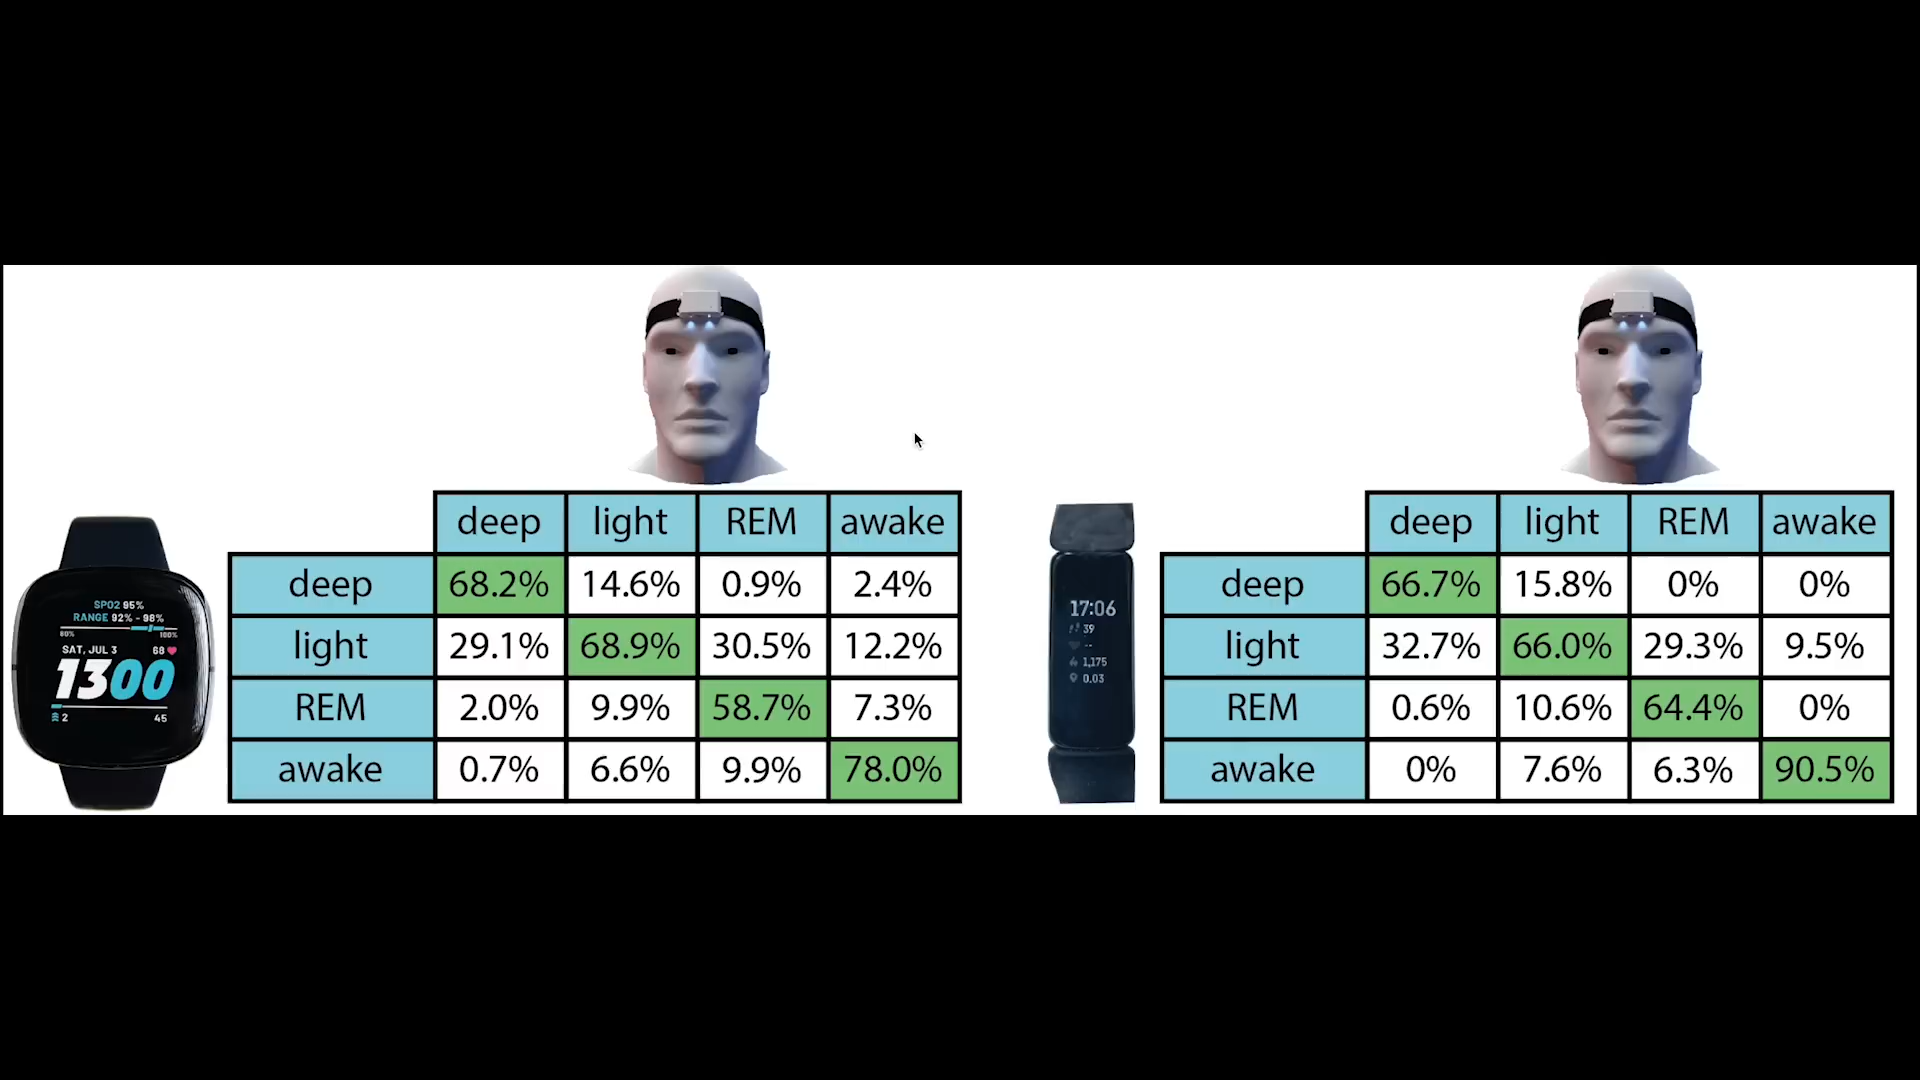 deep light REM awake
deep 68.2% 14.6% 0.9% 2.4%
light 29.1% 68.9% 30.5% 12.2%
REM 2.0% 9.9% 58.7% 7.3%
awake 0.7% 6.6% 9.9% 78.0%
SPO2 95%
RANGE 92% - 98%
80% 100%
SAT, JUL 3 68
1300
2 45
deep light REM awake
deep 66.7% 15.8% 0% 0%
light 32.7% 66.0% 29.3% 9.5%
REM 0.6% 10.6% 64.4% 0%
awake 0% 7.6% 6.3% 90.5%
17:06
39
--
1,175
0.03